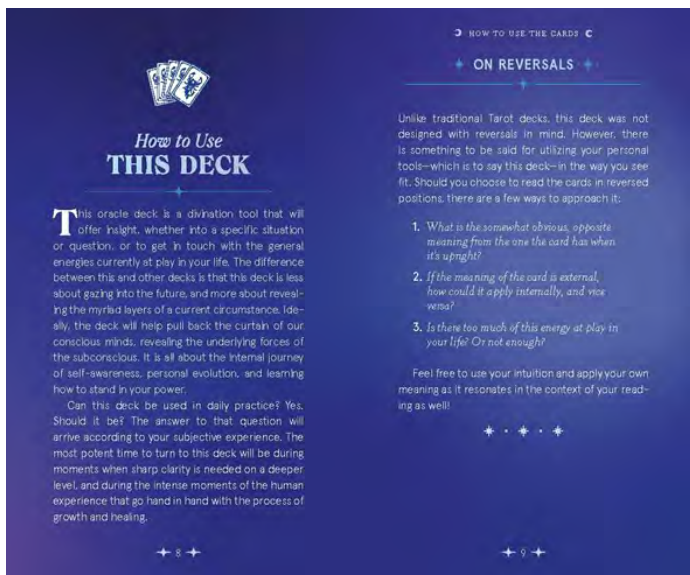 How to Use
THIS DECK
This oracle deck is a divination tool that will
offer insight, whether into a specific situation
or question, or to get in touch with the general
energies currently at play in your life. The difference
between this and other decks is that this deck is less
about gazing into the future, and more about reveal-
ing the myriad layers of a current circumstance. Ide-
ally, the deck will help pull back the curtain of our
conscious minds, revealing the underlying forces of
the subconscious. It is all about the internal journey
of self-awareness, personal evolution, and learning
how to stand in your power.
Can this deck be used in daily practice? Yes.
Should it be? The answer to that question will
arrive according to your subjective experience. The
most potent time to turn to this deck will be during
moments when sharp clarity is needed on a deeper
level, and during the intense moments of the human
experience that go hand in hand with the process of
growth and healing.
8
HOW TO USE THE CARDS
ON REVERSALS
Unlike traditional Tarot decks, this deck was not
designed with reversals in mind. However, there
is something to be said for utilizing your personal
tools—which is to say this deck—in the way you see
fit. Should you choose to read the cards in reversed
positions, there are a few ways to approach it:
1. What is the somewhat obvious, opposite
meaning from the one the card has when
it's upright?
2. If the meaning of the card is external,
how could it apply internally, and vice
versa?
3. Is there too much of this energy at play in
your life? Or not enough?
Feel free to use your intuition and apply your own
meaning as it resonates in the context of your read-
ing as well!
9